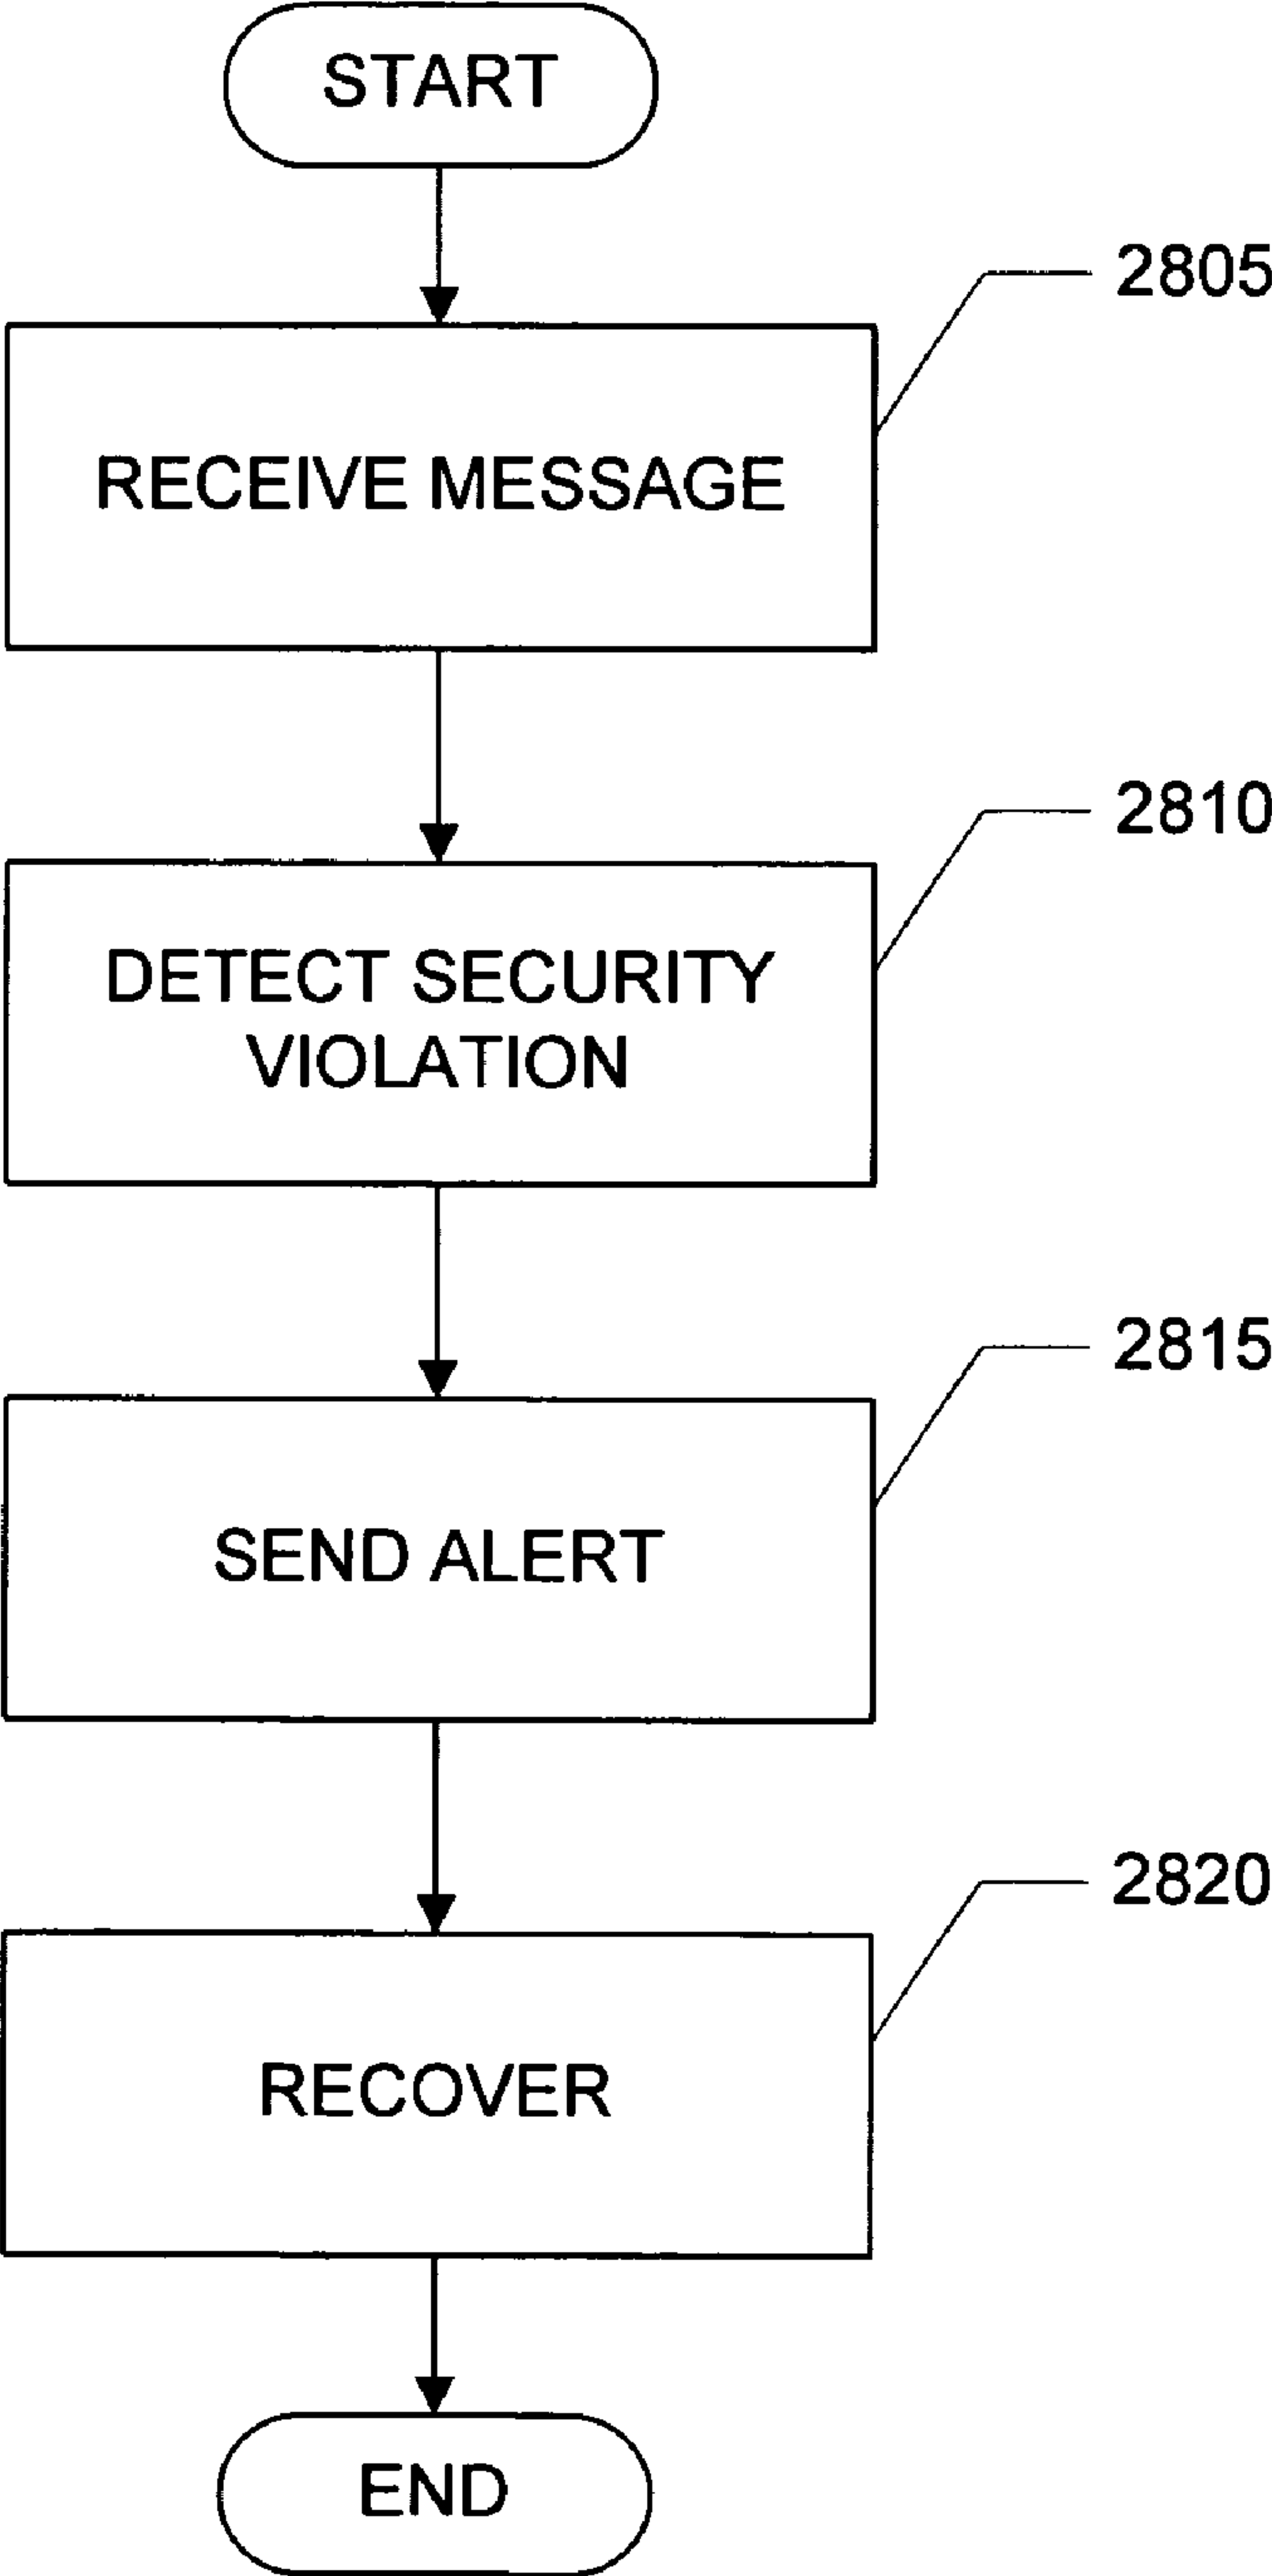 START
2805
RECEIVE MESSAGE
2810
DETECT SECURITY
VIOLATION
2815
SEND ALERT
2820
RECOVER
END